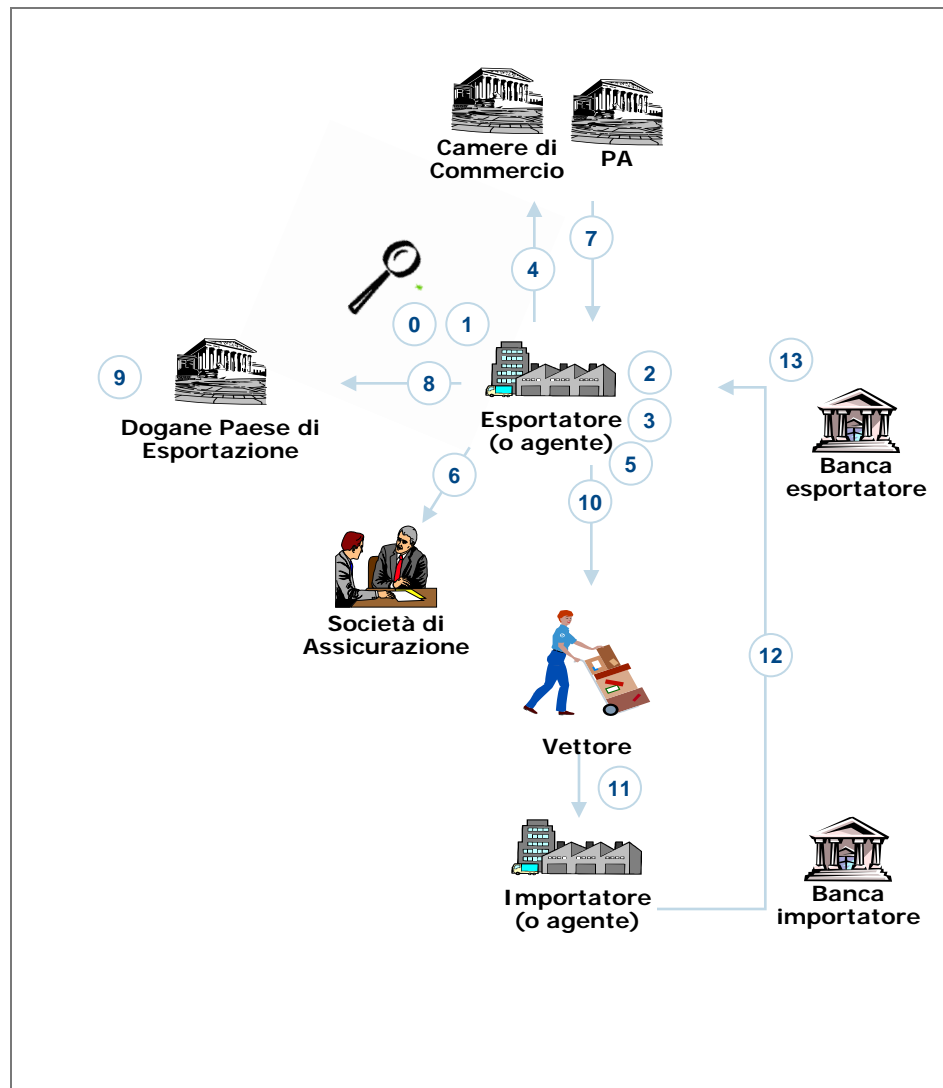 Camere di
Commercio
PA
7
4
0
1
13
2
9
8
3
Dogane Paese di
Esportazione
Esportatore
(o agente)
5
6
10
Banca
esportatore
Società di
Assicurazione
12
Vettore
11
Importatore
(o agente)
Banca
importatore